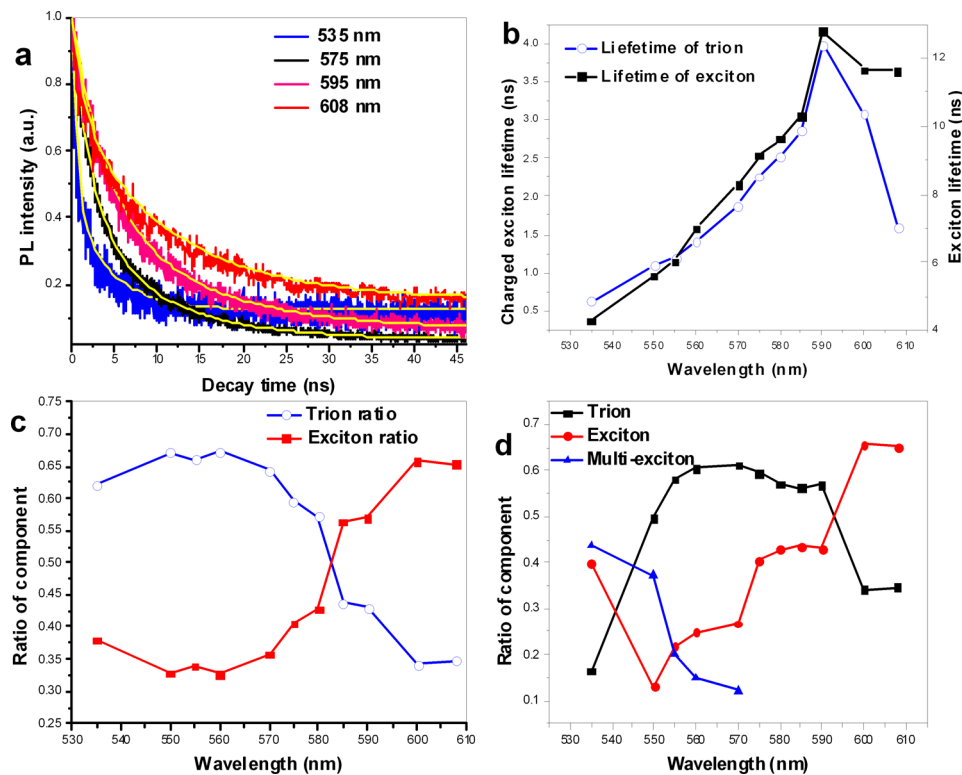 a
535 nm
575 nm
595 nm
608 nm
1.0
0.8
0.6
0.4
0.2
PL intensity (a.u.)
0 5 10 15 20 25 30 35 40 45
Decay time (ns)
b
Liefetime of trion
Lifetime of exciton
4.0
3.5
3.0
2.5
2.0
1.5
1.0
0.5
Charged exciton lifetime (ns)
12
10
8
6
4
Exciton lifetime (ns)
530 540 550 560 570 580 590 600 610
Wavelength (nm)
c
Trion ratio
Exciton ratio
0.75
0.70
0.65
0.60
0.55
0.50
0.45
0.40
0.35
0.30
0.25
Ratio of component
530 540 550 560 570 580 590 600 610
Wavelength (nm)
d
Trion
Exciton
Multi-exciton
0.7
0.6
0.5
0.4
0.3
0.2
0.1
Ratio of component
530 540 550 560 570 580 590 600 610
Wavelength (nm)